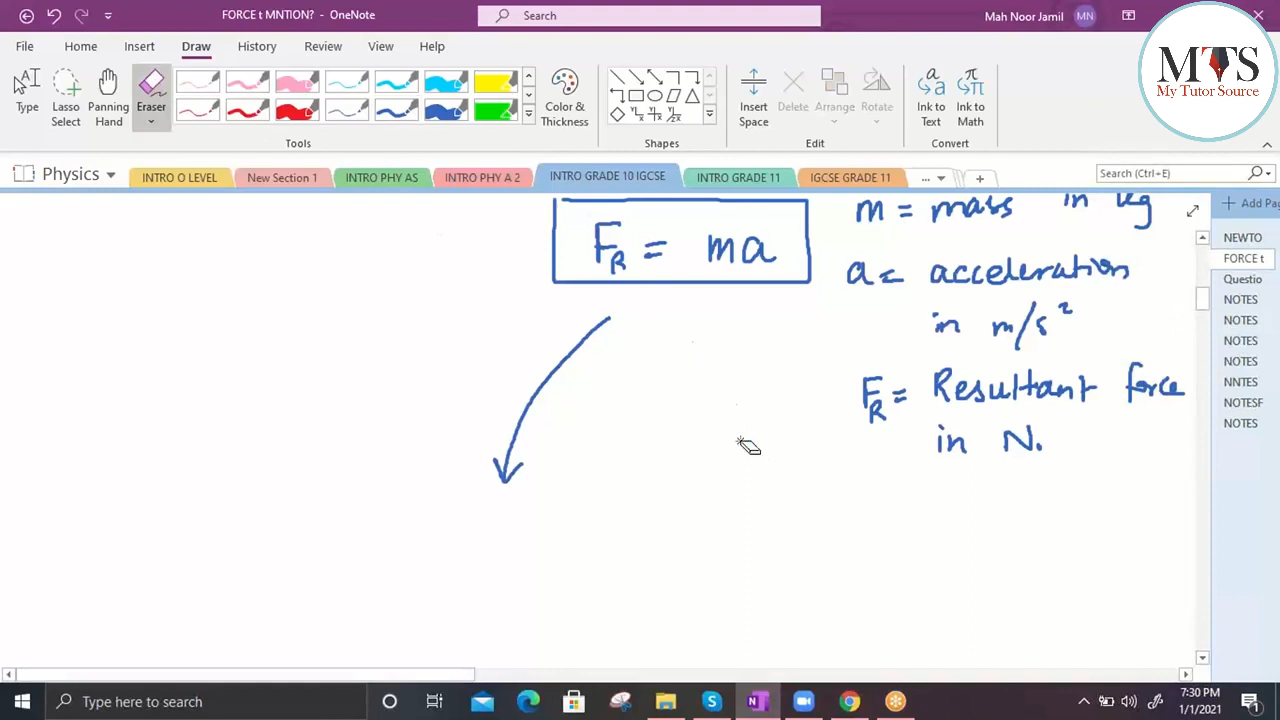 FORCE t MNTION? - OneNote
Search
Mah Noor Jamil
MN
File
Home
Insert
Draw
History
Review
View
Help
MTS
My Tutor Source
Type
Lasso Select
Panning Hand
Eraser
Color & Thickness
Insert Space
Delete
Arrange
Rotate
Ink to Text
Ink to Math
Tools
Shapes
Edit
Convert
Physics
INTRO O LEVEL
New Section 1
INTRO PHY AS
INTRO PHY A 2
INTRO GRADE 10 IGCSE
INTRO GRADE 11
IGCSE GRADE 11
...
Search (Ctrl+E)
Add Pag
m = mass in kg
F_R = ma
a = acceleration
in m/s²
F_R = Resultant force
in N.
NEWTO
FORCE t
Questio
NOTES
NOTES
NOTES
NOTES
NNTES
NOTESF
NOTES
Type here to search
7:30 PM
1/1/2021